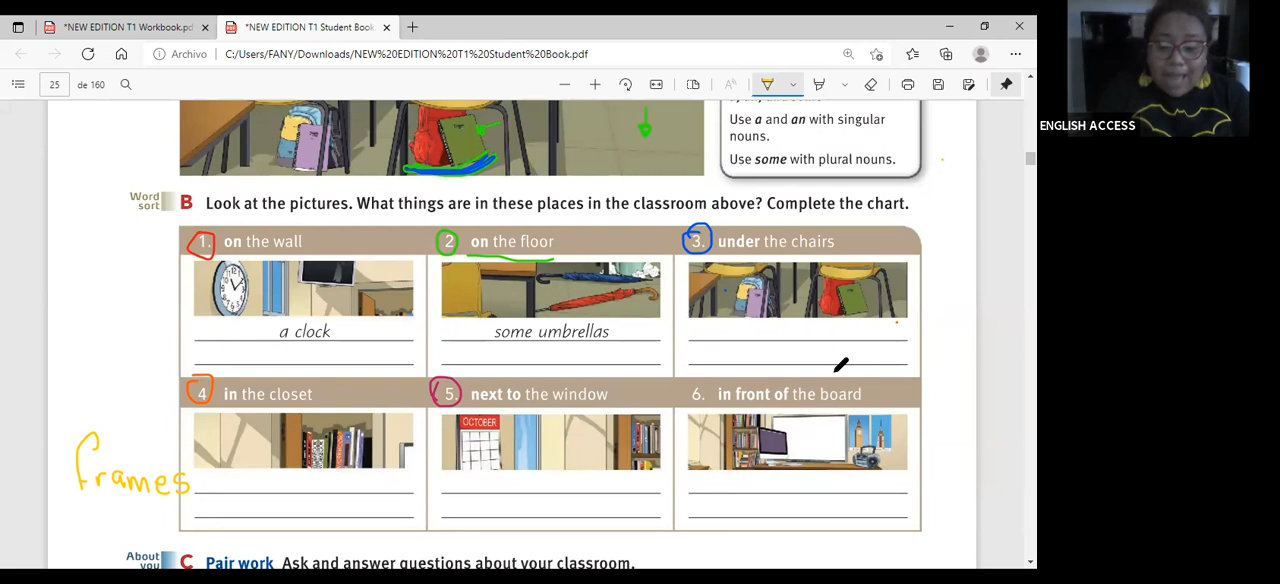 *NEW EDITION T1 Workbook.pd
*NEW EDITION T1 Student Book.
Archivo
C:/Users/FANY/Downloads/NEW%20EDITION%20T1%20Student%20Book.pdf
25
de 160
ENGLISH ACCESS
Use a and an with singular
nouns.
Use some with plural nouns.
Word
sort
B Look at the pictures. What things are in these places in the classroom above? Complete the chart.
1. on the wall
2 on the floor
3. under the chairs
a clock
some umbrellas
4 in the closet
5. next to the window
6. in front of the board
OCTOBER
frames
About
you
C Pair work Ask and answer questions about your classroom.